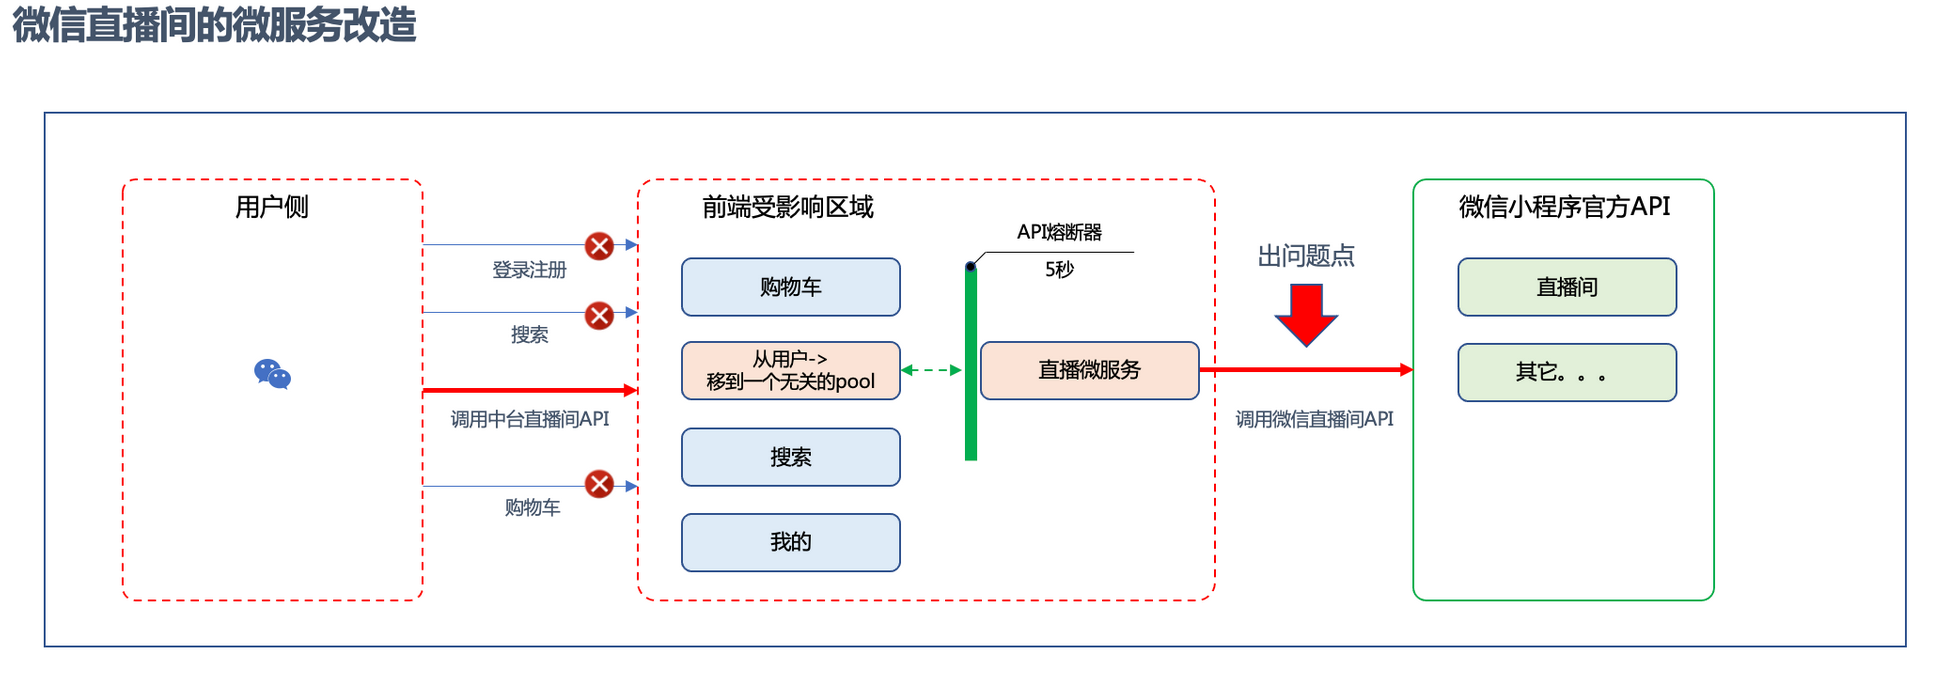 微信直播间的微服务改造
用户侧
登录注册
搜索
调用中台直播间API
购物车
前端受影响区域
购物车
从用户->
移到一个无关的pool
搜索
我的
API熔断器
5秒
直播微服务
出问题点
调用微信直播间API
微信小程序官方API
直播间
其它。。。